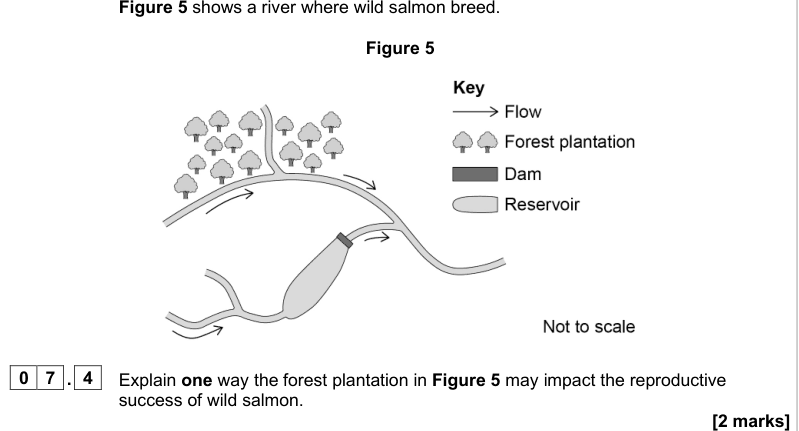 Figure 5 shows a river where wild salmon breed.
Figure 5
Key
Flow
Forest plantation
Dam
Reservoir
Not to scale
0 7 . 4 Explain one way the forest plantation in Figure 5 may impact the reproductive
success of wild salmon.
[2 marks]